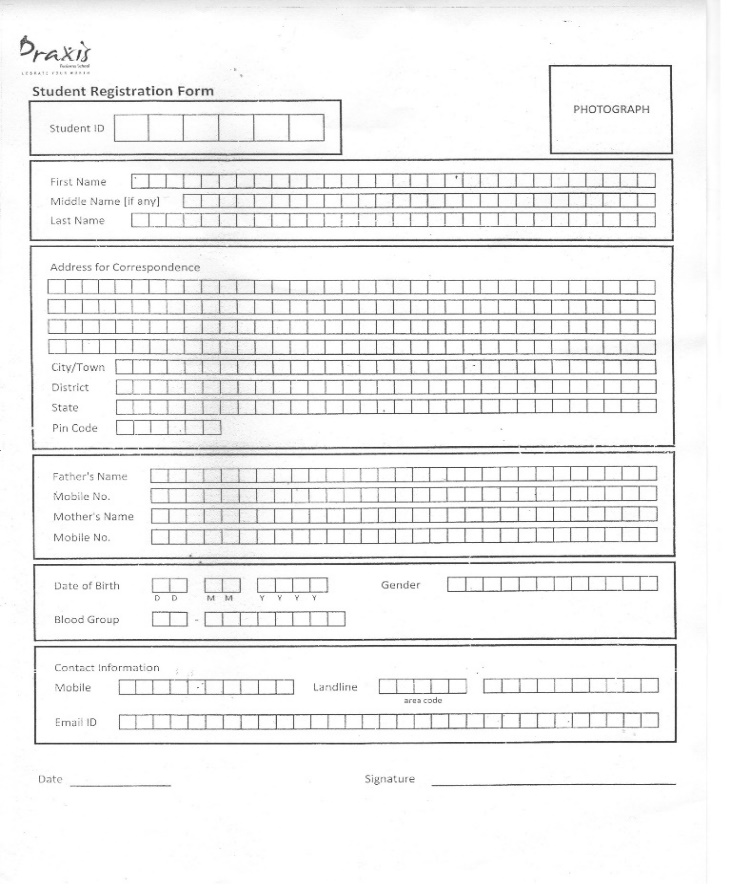 Praxis
Business School
Student Registration Form
PHOTOGRAPH
Student ID
First Name
Middle Name [if any]
Last Name
Address for Correspondence
City/Town
District
State
Pin Code
Father's Name
Mobile No.
Mother's Name
Mobile No.
Date of Birth
D D M M Y Y Y Y
Gender
Blood Group
-
Contact Information
Mobile
Landline
area code
Email ID
Date
Signature